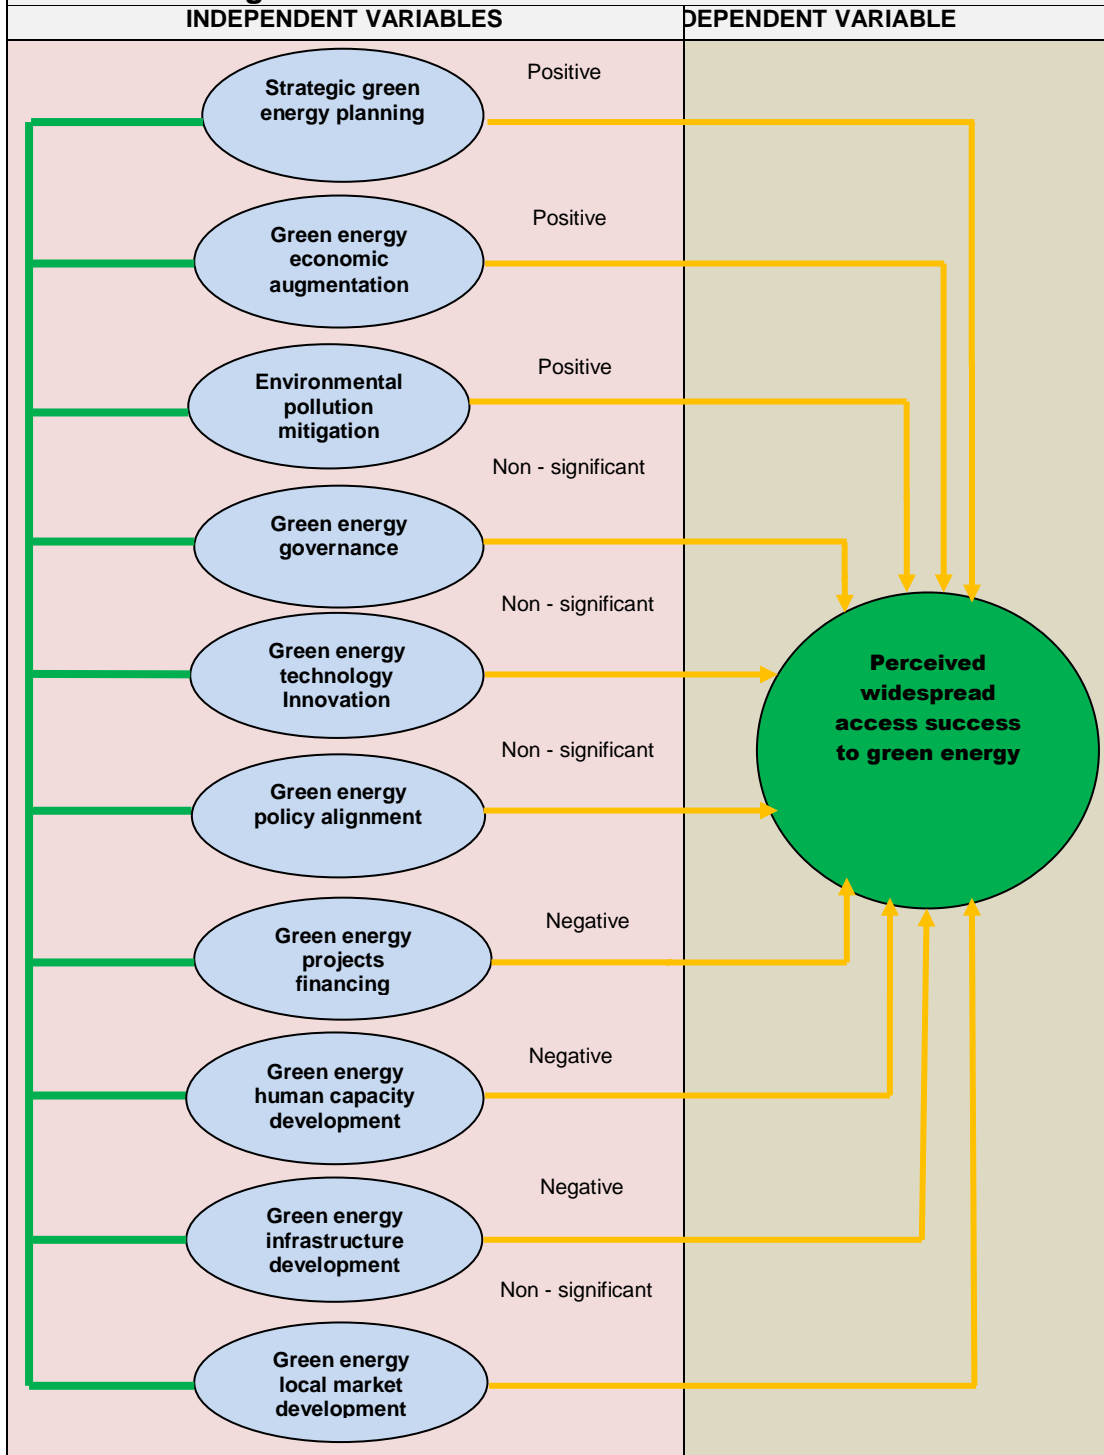 INDEPENDENT VARIABLES
DEPENDENT VARIABLE
Positive
Strategic green
energy planning
Positive
Green energy
economic
augmentation
Positive
Environmental
pollution
mitigation
Non - significant
Green energy
governance
Non - significant
Green energy
technology
Innovation
Perceived
widespread
access success
to green energy
Non - significant
Green energy
policy alignment
Negative
Green energy
projects
financing
Negative
Green energy
human capacity
development
Negative
Green energy
infrastructure
development
Non - significant
Green energy
local market
development